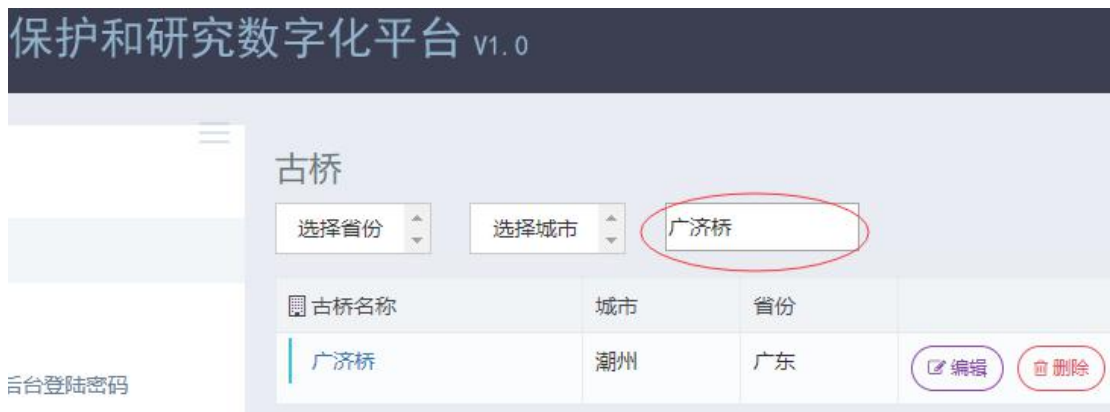 保护和研究数字化平台 V1.0
古桥
选择省份 选择城市 广济桥
古桥名称 城市 省份
广济桥 潮州 广东 编辑 删除
后台登陆密码